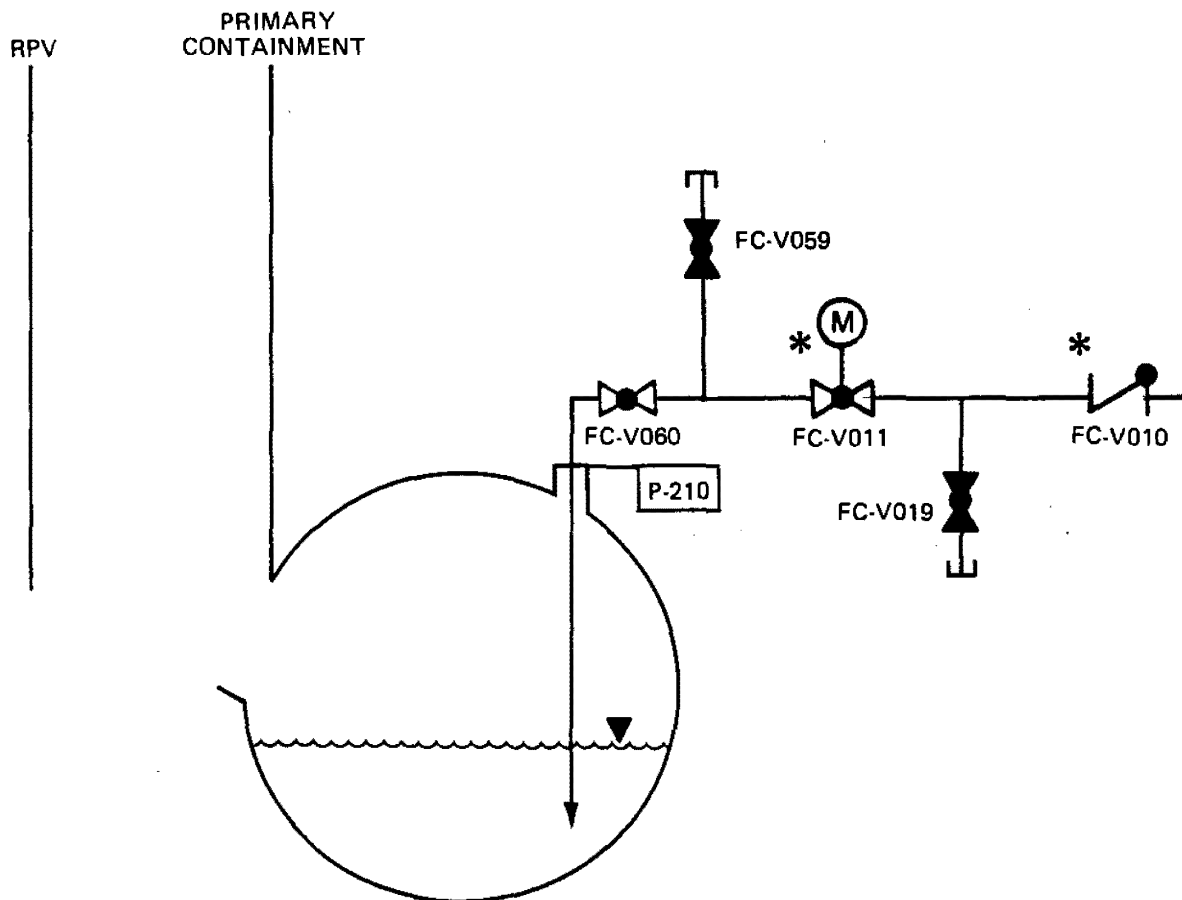 RPV
PRIMARY
CONTAINMENT
FC-V059
M
*
*
FC-V060
FC-V011
FC-V010
P-210
FC-V019